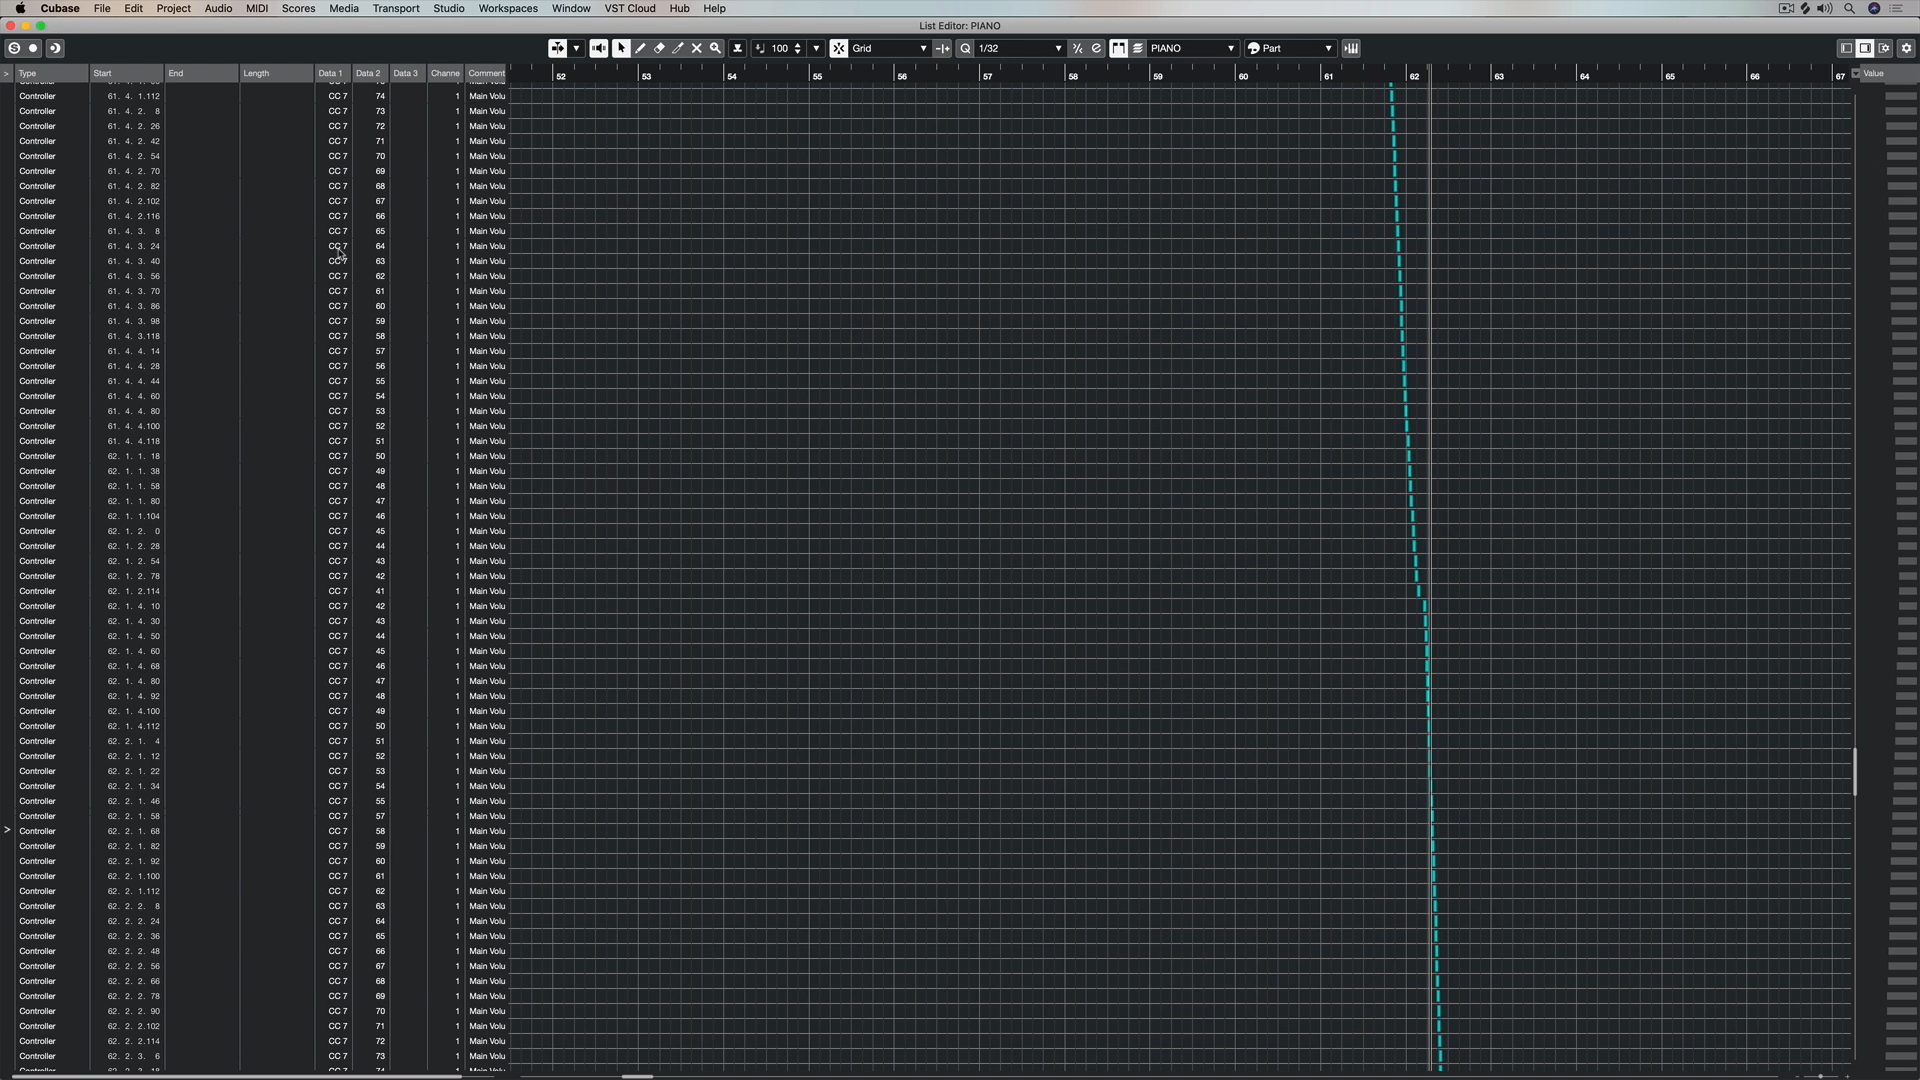 Cubase File Edit Project Audio MIDI Scores Media Transport Studio Workspaces Window VST Cloud Hub Help
List Editor: PIANO
100 Grid 1/32 PIANO Part
> Type Start End Length Data 1 Data 2 Data 3 Channe Comment 52 53 54 55 56 57 58 59 60 61 62 63 64 65 66 67 Value
Controller 61. 4. 1.112 CC 7 74 1 Main Volu
Controller 61. 4. 2. 8 CC 7 73 1 Main Volu
Controller 61. 4. 2. 26 CC 7 72 1 Main Volu
Controller 61. 4. 2. 42 CC 7 71 1 Main Volu
Controller 61. 4. 2. 54 CC 7 70 1 Main Volu
Controller 61. 4. 2. 70 CC 7 69 1 Main Volu
Controller 61. 4. 2. 82 CC 7 68 1 Main Volu
Controller 61. 4. 2.102 CC 7 67 1 Main Volu
Controller 61. 4. 2.116 CC 7 66 1 Main Volu
Controller 61. 4. 3. 8 CC 7 65 1 Main Volu
Controller 61. 4. 3. 24 CC 7 64 1 Main Volu
Controller 61. 4. 3. 40 CC 7 63 1 Main Volu
Controller 61. 4. 3. 56 CC 7 62 1 Main Volu
Controller 61. 4. 3. 70 CC 7 61 1 Main Volu
Controller 61. 4. 3. 86 CC 7 60 1 Main Volu
Controller 61. 4. 3. 98 CC 7 59 1 Main Volu
Controller 61. 4. 3.118 CC 7 58 1 Main Volu
Controller 61. 4. 4. 14 CC 7 57 1 Main Volu
Controller 61. 4. 4. 28 CC 7 56 1 Main Volu
Controller 61. 4. 4. 44 CC 7 55 1 Main Volu
Controller 61. 4. 4. 60 CC 7 54 1 Main Volu
Controller 61. 4. 4. 80 CC 7 53 1 Main Volu
Controller 61. 4. 4.100 CC 7 52 1 Main Volu
Controller 61. 4. 4.118 CC 7 51 1 Main Volu
Controller 62. 1. 1. 18 CC 7 50 1 Main Volu
Controller 62. 1. 1. 38 CC 7 49 1 Main Volu
Controller 62. 1. 1. 58 CC 7 48 1 Main Volu
Controller 62. 1. 1. 80 CC 7 47 1 Main Volu
Controller 62. 1. 1.104 CC 7 46 1 Main Volu
Controller 62. 1. 2. 0 CC 7 45 1 Main Volu
Controller 62. 1. 2. 28 CC 7 44 1 Main Volu
Controller 62. 1. 2. 54 CC 7 43 1 Main Volu
Controller 62. 1. 2. 78 CC 7 42 1 Main Volu
Controller 62. 1. 2.114 CC 7 41 1 Main Volu
Controller 62. 1. 4. 10 CC 7 42 1 Main Volu
Controller 62. 1. 4. 30 CC 7 43 1 Main Volu
Controller 62. 1. 4. 50 CC 7 44 1 Main Volu
Controller 62. 1. 4. 60 CC 7 45 1 Main Volu
Controller 62. 1. 4. 68 CC 7 46 1 Main Volu
Controller 62. 1. 4. 80 CC 7 47 1 Main Volu
Controller 62. 1. 4. 92 CC 7 48 1 Main Volu
Controller 62. 1. 4.100 CC 7 49 1 Main Volu
Controller 62. 1. 4.112 CC 7 50 1 Main Volu
Controller 62. 2. 1. 4 CC 7 51 1 Main Volu
Controller 62. 2. 1. 12 CC 7 52 1 Main Volu
Controller 62. 2. 1. 22 CC 7 53 1 Main Volu
Controller 62. 2. 1. 34 CC 7 54 1 Main Volu
Controller 62. 2. 1. 46 CC 7 55 1 Main Volu
Controller 62. 2. 1. 58 CC 7 57 1 Main Volu
> Controller 62. 2. 1. 68 CC 7 58 1 Main Volu
Controller 62. 2. 1. 82 CC 7 59 1 Main Volu
Controller 62. 2. 1. 92 CC 7 60 1 Main Volu
Controller 62. 2. 1.100 CC 7 61 1 Main Volu
Controller 62. 2. 1.112 CC 7 62 1 Main Volu
Controller 62. 2. 2. 8 CC 7 63 1 Main Volu
Controller 62. 2. 2. 24 CC 7 64 1 Main Volu
Controller 62. 2. 2. 36 CC 7 65 1 Main Volu
Controller 62. 2. 2. 48 CC 7 66 1 Main Volu
Controller 62. 2. 2. 56 CC 7 67 1 Main Volu
Controller 62. 2. 2. 66 CC 7 68 1 Main Volu
Controller 62. 2. 2. 78 CC 7 69 1 Main Volu
Controller 62. 2. 2. 90 CC 7 70 1 Main Volu
Controller 62. 2. 2.102 CC 7 71 1 Main Volu
Controller 62. 2. 2.114 CC 7 72 1 Main Volu
Controller 62. 2. 3. 6 CC 7 73 1 Main Volu